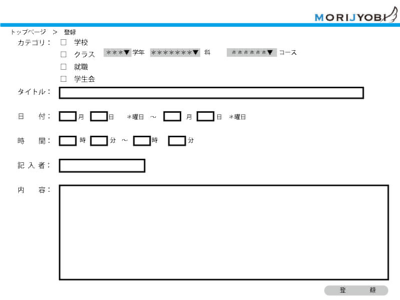 MORIJYOBI
トップページ　＞　登録
カテゴリ：　□　学校
□　クラス　＊＊＊▼ 学年　＊＊＊＊＊＊＊▼ 科　＊＊＊＊＊＊▼ コース
□　就職
□　学生会
タイトル：
日　付：　月　日　＊曜日　～　月　日　＊曜日
時　間：　時　分　～　時　分
記 入 者：
内　容：
登　録